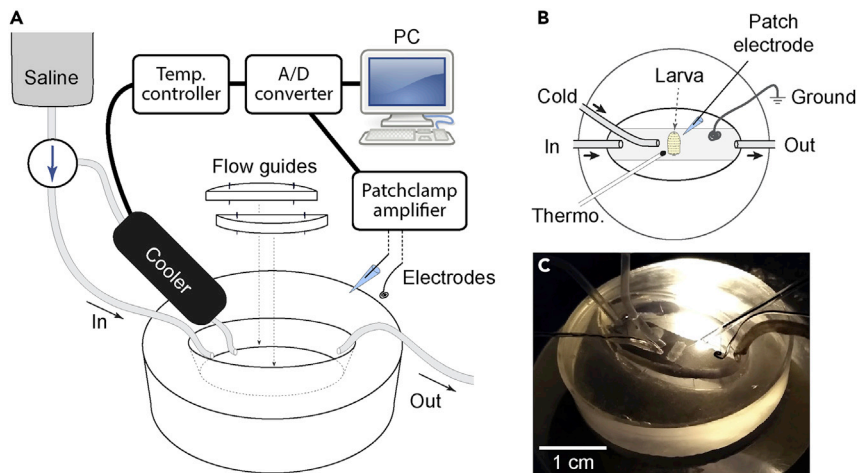 A
Saline
Temp.
controller
A/D
converter
PC
Flow guides
Patchclamp
amplifier
Cooler
Electrodes
In
Out
B
Patch
electrode
Larva
Cold
Ground
In
Out
Thermo.
C
1 cm